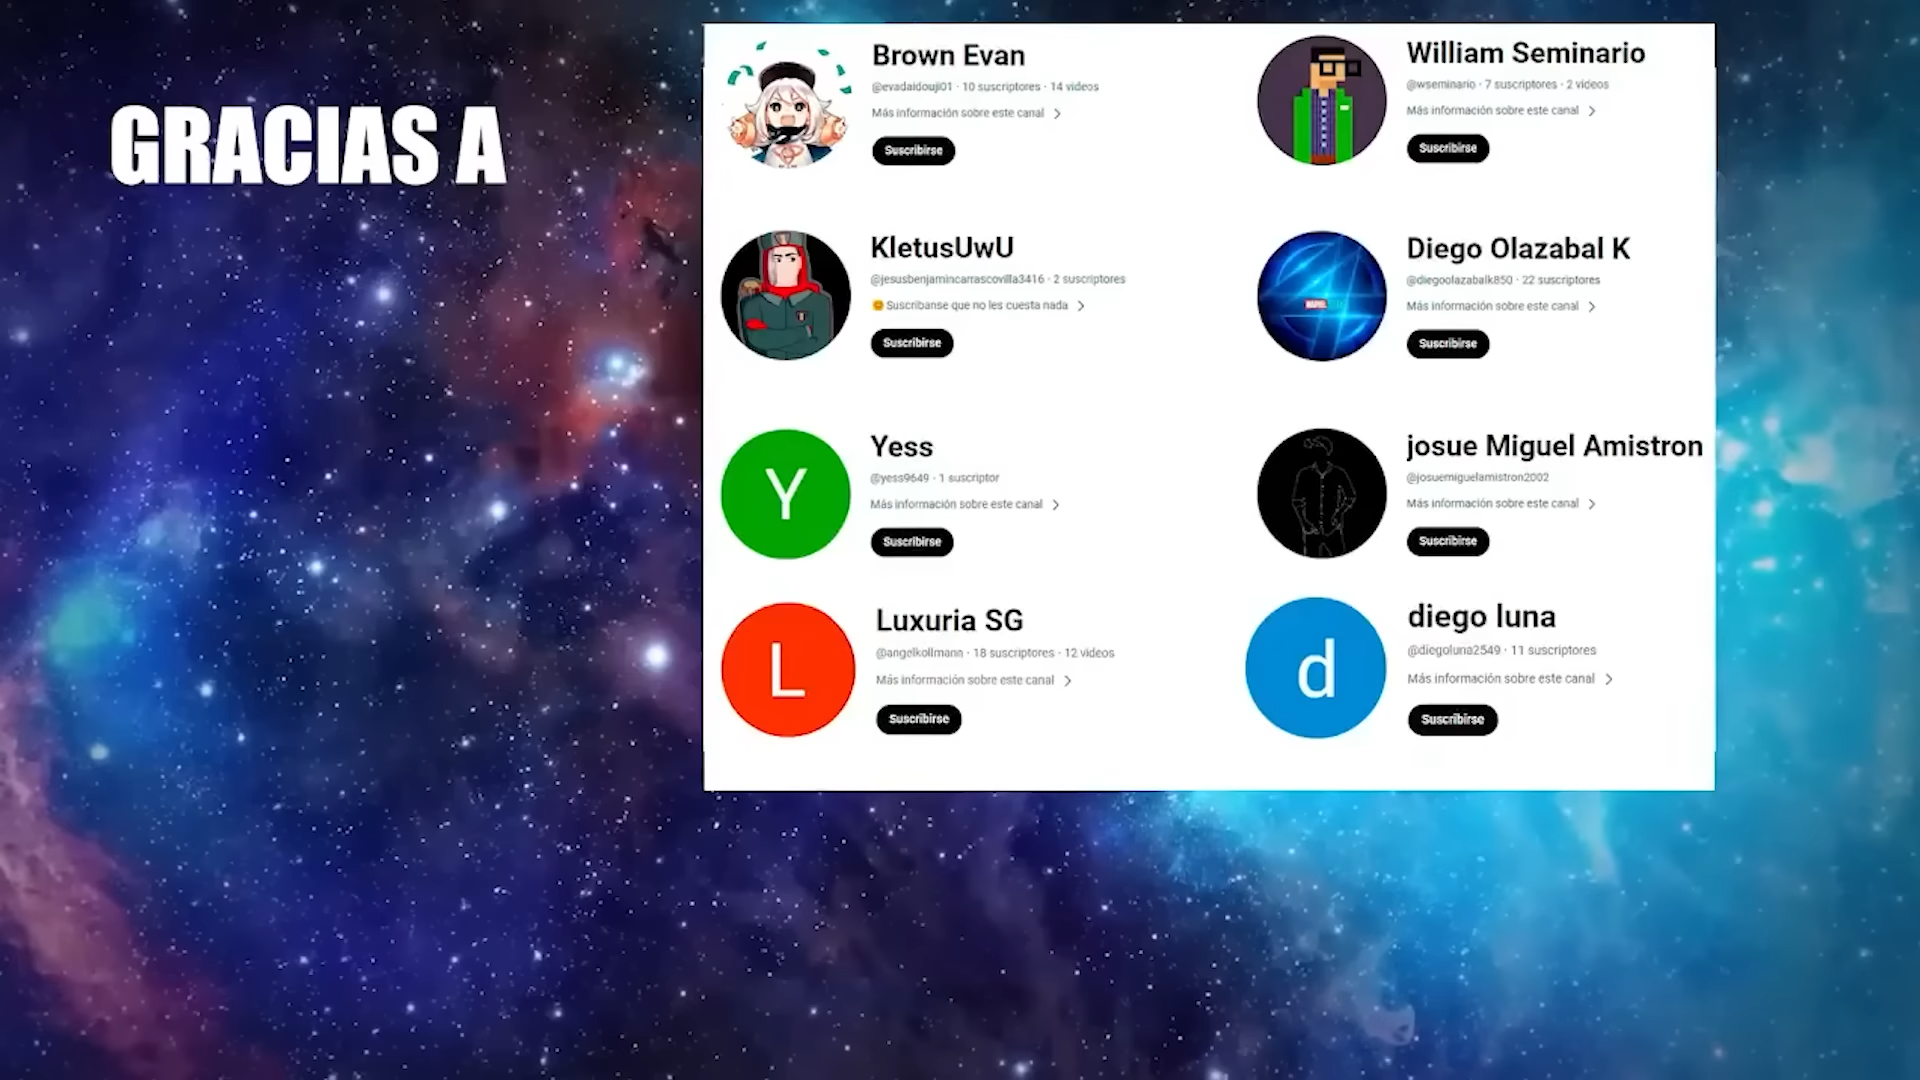 GRACIAS A
Brown Evan
@evadaidouji01 · 10 suscriptores · 14 videos
Más información sobre este canal
Suscribirse
William Seminario
@wseminario · 7 suscriptores · 2 videos
Más información sobre este canal
Suscribirse
KletusUwU
@jesusbenjamincarrascovilla3416 · 2 suscriptores
Suscribanse que no les cuesta nada
Suscribirse
Diego Olazabal K
@diegoolazabalk850 · 22 suscriptores
Más información sobre este canal
Suscribirse
MARVEL
Y
Yess
@yess9649 · 1 suscriptor
Más información sobre este canal
Suscribirse
josue Miguel Amistron
@josuemiguelamistron2002
Más información sobre este canal
Suscribirse
L
Luxuria SG
@angelkollmann · 18 suscriptores · 12 videos
Más información sobre este canal
Suscribirse
d
diego luna
@diegoluna2549 · 11 suscriptores
Más información sobre este canal
Suscribirse